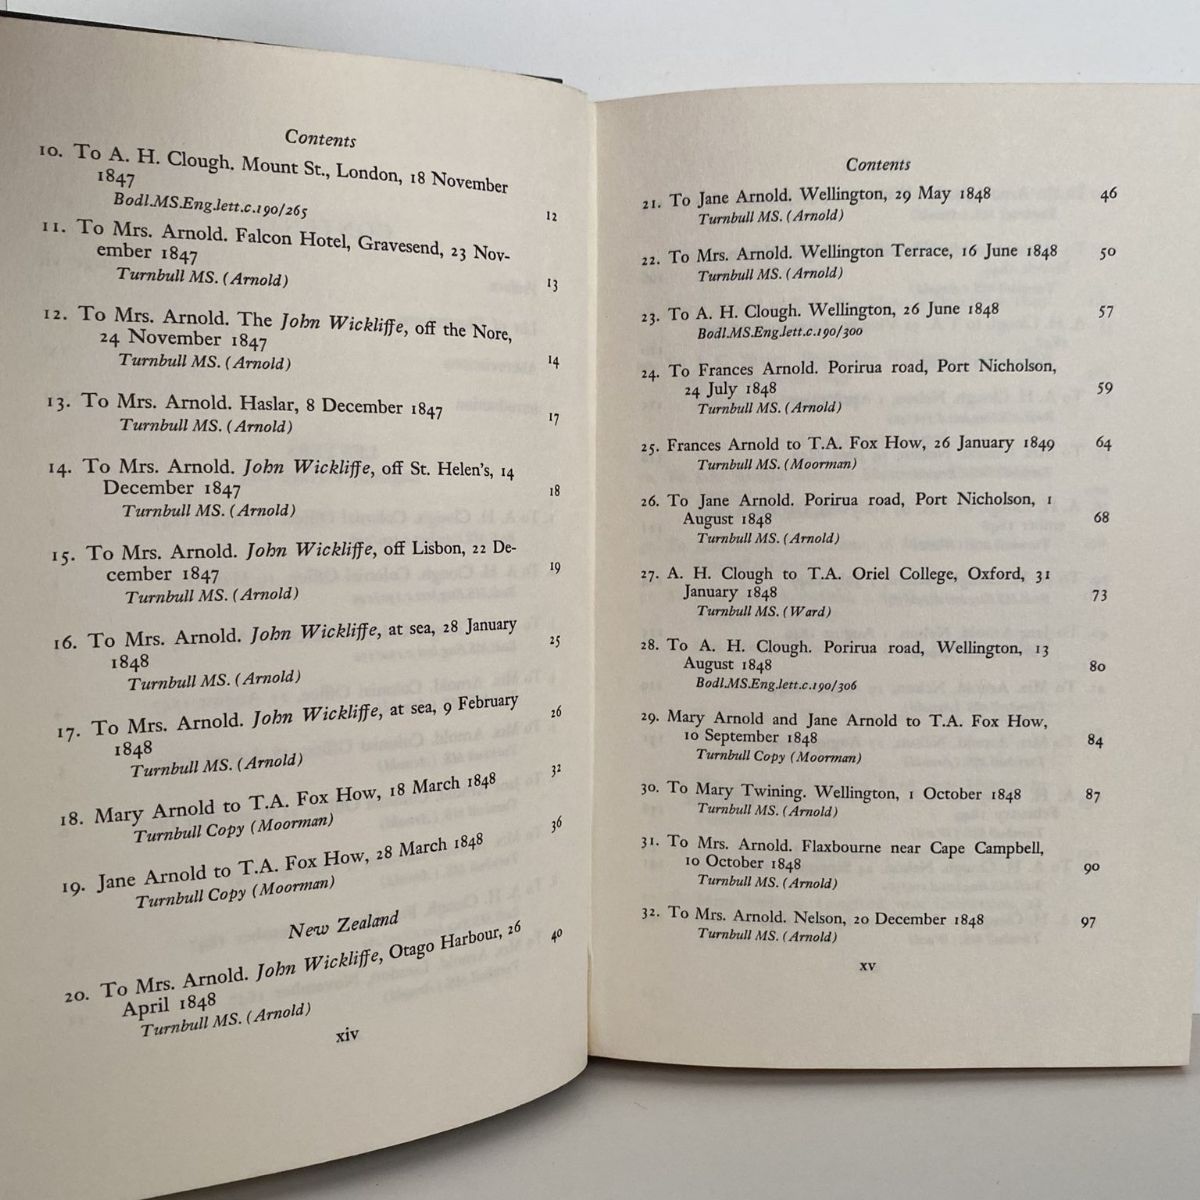 Contents
10. To A. H. Clough. Mount St., London, 18 November
1847
Bodl.MS.Eng.lett.c.190/265 12
11. To Mrs. Arnold. Falcon Hotel, Gravesend, 23 Nov-
ember 1847
Turnbull MS. (Arnold) 13
12. To Mrs. Arnold. The John Wickliffe, off the Nore,
24 November 1847
Turnbull MS. (Arnold) 14
13. To Mrs. Arnold. Haslar, 8 December 1847
Turnbull MS. (Arnold) 17
14. To Mrs. Arnold. John Wickliffe, off St. Helen's, 14
December 1847 18
Turnbull MS. (Arnold)
15. To Mrs. Arnold. John Wickliffe, off Lisbon, 22 De-
cember 1847 19
Turnbull MS. (Arnold)
16. To Mrs. Arnold. John Wickliffe, at sea, 28 January
1848 25
Turnbull MS. (Arnold)
17. To Mrs. Arnold. John Wickliffe, at sea, 9 February
1848 26
Turnbull MS. (Arnold)
18. Mary Arnold to T.A. Fox How, 18 March 1848 32
Turnbull Copy (Moorman)
19. Jane Arnold to T.A. Fox How, 28 March 1848 36
Turnbull Copy (Moorman)
New Zealand
20. To Mrs. Arnold. John Wickliffe, Otago Harbour, 26
April 1848 40
Turnbull MS. (Arnold)
xiv
Contents
21. To Jane Arnold. Wellington, 29 May 1848 46
Turnbull MS. (Arnold)
22. To Mrs. Arnold. Wellington Terrace, 16 June 1848 50
Turnbull MS. (Arnold)
23. To A. H. Clough. Wellington, 26 June 1848 57
Bodl.MS.Eng.lett.c.190/300
24. To Frances Arnold. Porirua road, Port Nicholson,
24 July 1848 59
Turnbull MS. (Arnold)
25. Frances Arnold to T.A. Fox How, 26 January 1849 64
Turnbull MS. (Moorman)
26. To Jane Arnold. Porirua road, Port Nicholson, 1
August 1848 68
Turnbull MS. (Arnold)
27. A. H. Clough to T.A. Oriel College, Oxford, 31
January 1848 73
Turnbull MS. (Ward)
28. To A. H. Clough. Porirua road, Wellington, 13
August 1848 80
Bodl.MS.Eng.lett.c.190/306
29. Mary Arnold and Jane Arnold to T.A. Fox How,
10 September 1848 84
Turnbull Copy (Moorman)
30. To Mary Twining. Wellington, 1 October 1848 87
Turnbull MS. (Arnold)
31. To Mrs. Arnold. Flaxbourne near Cape Campbell,
10 October 1848 90
Turnbull MS. (Arnold)
32. To Mrs. Arnold. Nelson, 20 December 1848 97
Turnbull MS. (Arnold)
xv